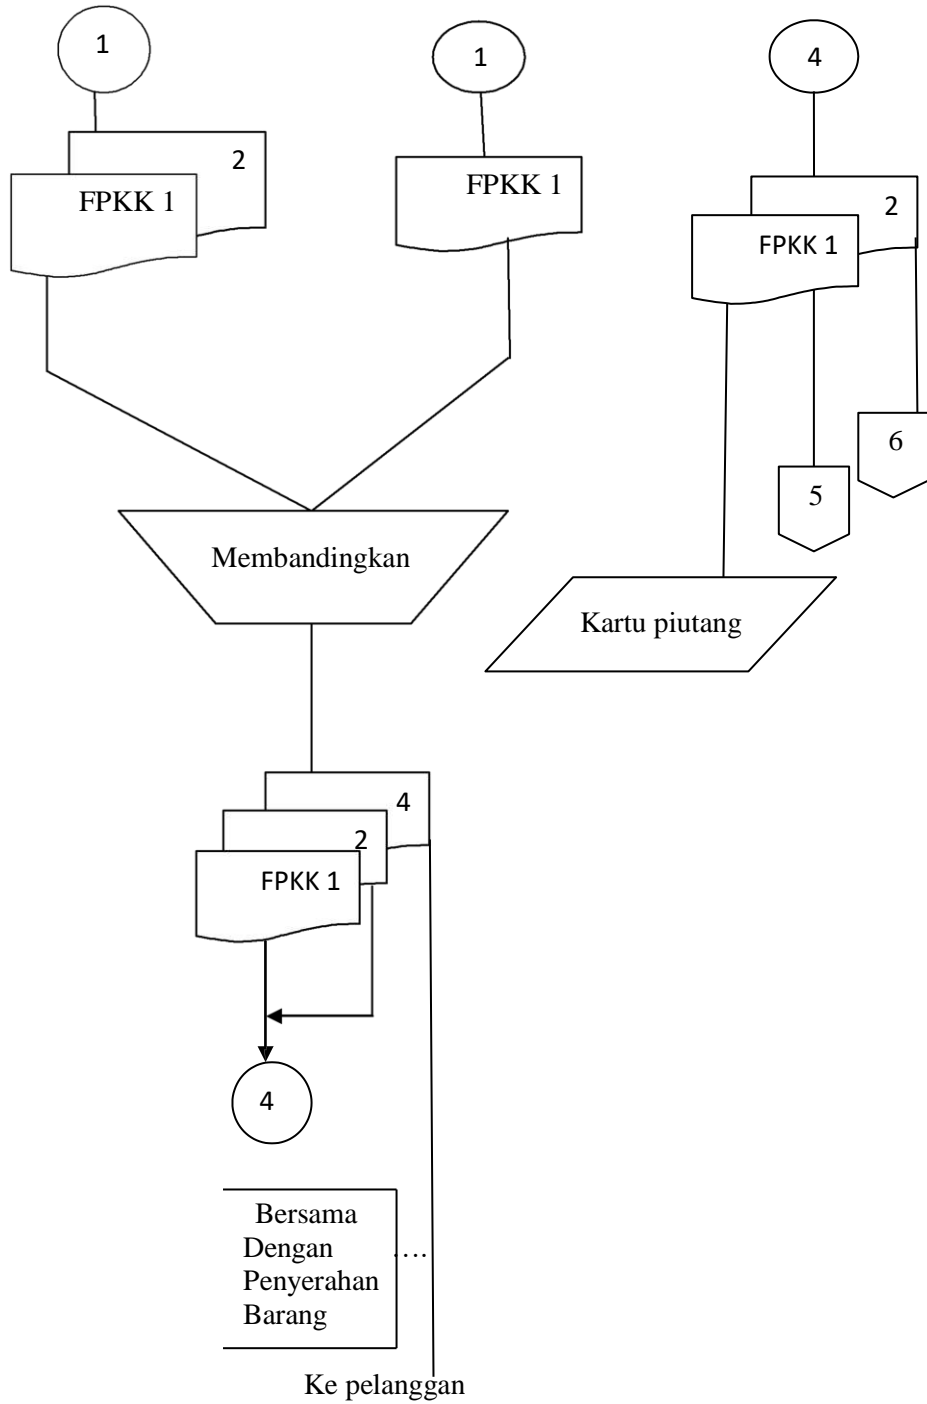 1
1
4
2
FPKK 1
FPKK 1
2
FPKK 1
6
5
Membandingkan
Kartu piutang
4
2
FPKK 1
4
Bersama
Dengan
Penyerahan
Barang
....
Ke pelanggan